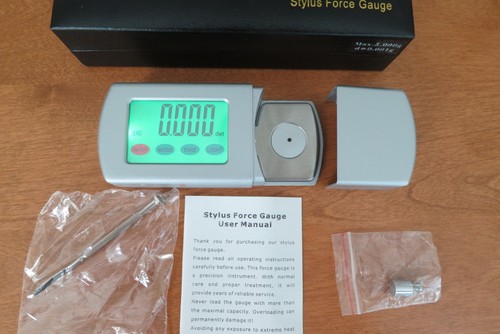 Stylus Force Gauge
Max 5.000g
d=0.001g
0.000 dwt
Stylus Force Gauge
User Manual
Thank you for purchasing our stylus
force gauge.
Please read all operating instructions
carefully before use. This force gauge is
a precision instrument. With normal
care and proper treatment, it will
provide years of reliable service.
Never load the gauge with more than
the maximal capacity. Overloading can
permanently damage it!
Avoiding any exposure to extreme heat